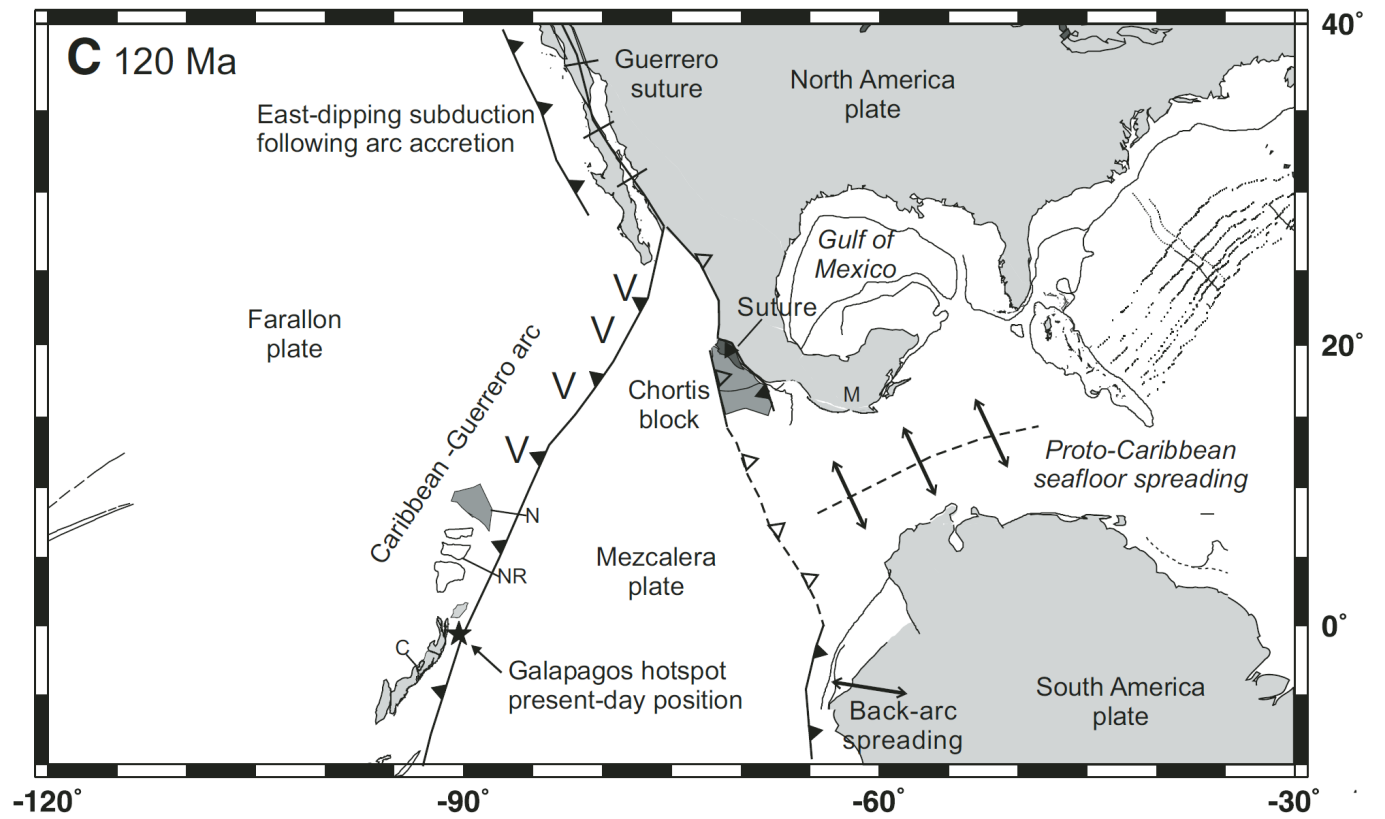 C 120 Ma
40˚
Guerrero
suture
North America
plate
East-dipping subduction
following arc accretion
Gulf of
Mexico
V
Suture
Farallon
plate
V
20˚
V
Chortis
block
M
Caribbean -Guerrero arc
V
Proto-Caribbean
seafloor spreading
N
Mezcalera
plate
NR
0˚
C
Galapagos hotspot
present-day position
South America
plate
Back-arc
spreading
-120˚
-90˚
-60˚
-30˚